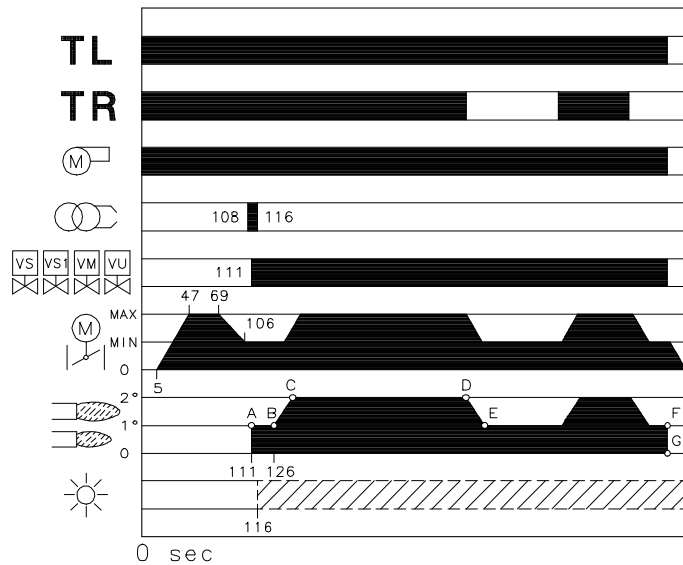 TL
TR
M
108 116
VS VS1 VM VU
111
47 69
M
MAX
106
MIN
0
5
2°
C D
A B E F
1°
G
0
111 126
116
0 sec